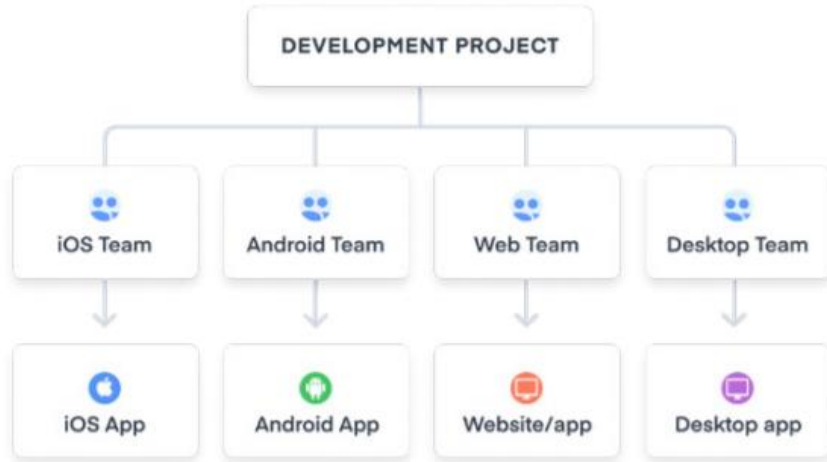 DEVELOPMENT PROJECT
iOS Team
Android Team
Web Team
Desktop Team
iOS App
Android App
Website/app
Desktop app